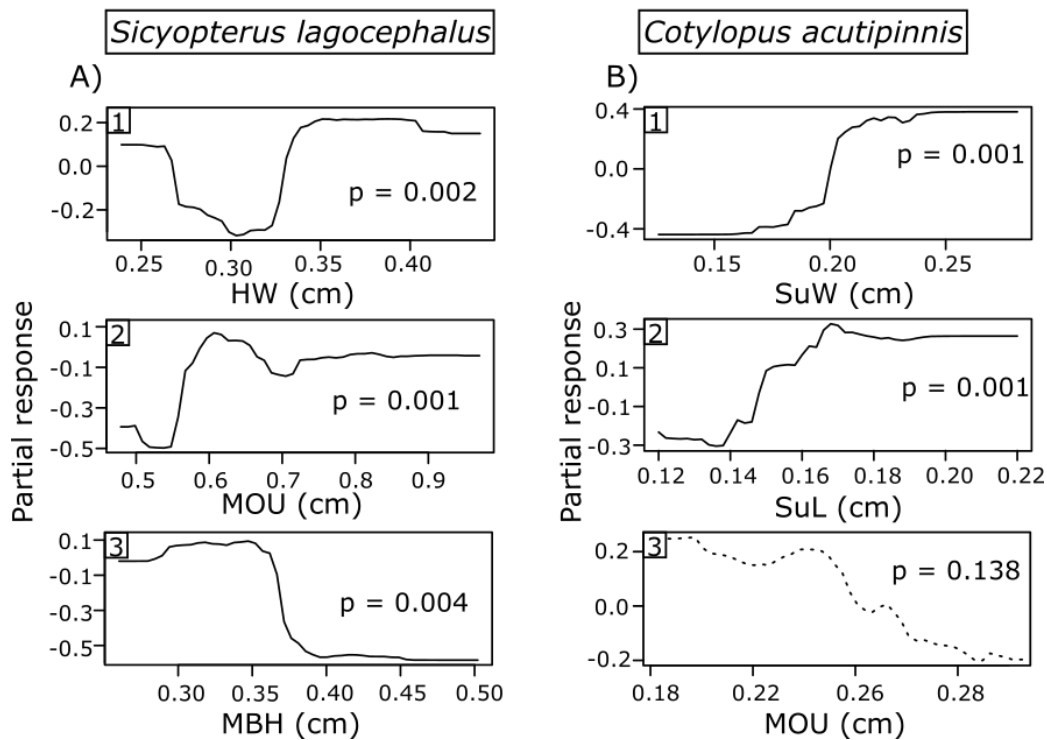 Sicyopterus lagocephalus
Cotylopus acutipinnis
A)
B)
1
0.2
0.0
-0.2
p = 0.002
0.25 0.30 0.35 0.40
HW (cm)
1
0.4
0.0
-0.4
p = 0.001
0.15 0.20 0.25
SuW (cm)
Partial response
2
0.1
-0.1
-0.3
-0.5
p = 0.001
0.5 0.6 0.7 0.8 0.9
MOU (cm)
Partial response
2
0.3
0.1
-0.1
-0.3
p = 0.001
0.12 0.14 0.16 0.18 0.20 0.22
SuL (cm)
3
0.1
-0.1
-0.3
-0.5
p = 0.004
0.30 0.35 0.40 0.45 0.50
MBH (cm)
3
0.2
0.0
-0.2
p = 0.138
0.18 0.22 0.26 0.28
MOU (cm)